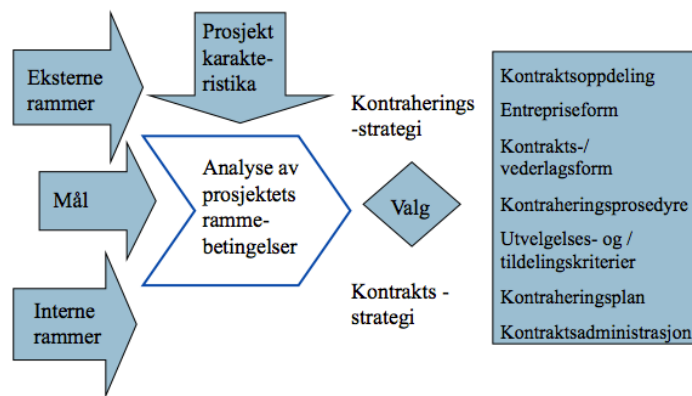 Eksterne
rammer
Prosjekt
karakte-
ristika
Mål
Interne
rammer
Analyse av
prosjektets
ramme-
betingelser
Kontraherings
-strategi
Valg
Kontrakts -
strategi
Kontraktsoppdeling
Entrepriseform
Kontrakts-/
vederlagsform
Kontraheringsprosedyre
Utvelgelses- og /
tildelingskriterier
Kontraheringsplan
Kontraktsadministrasjon